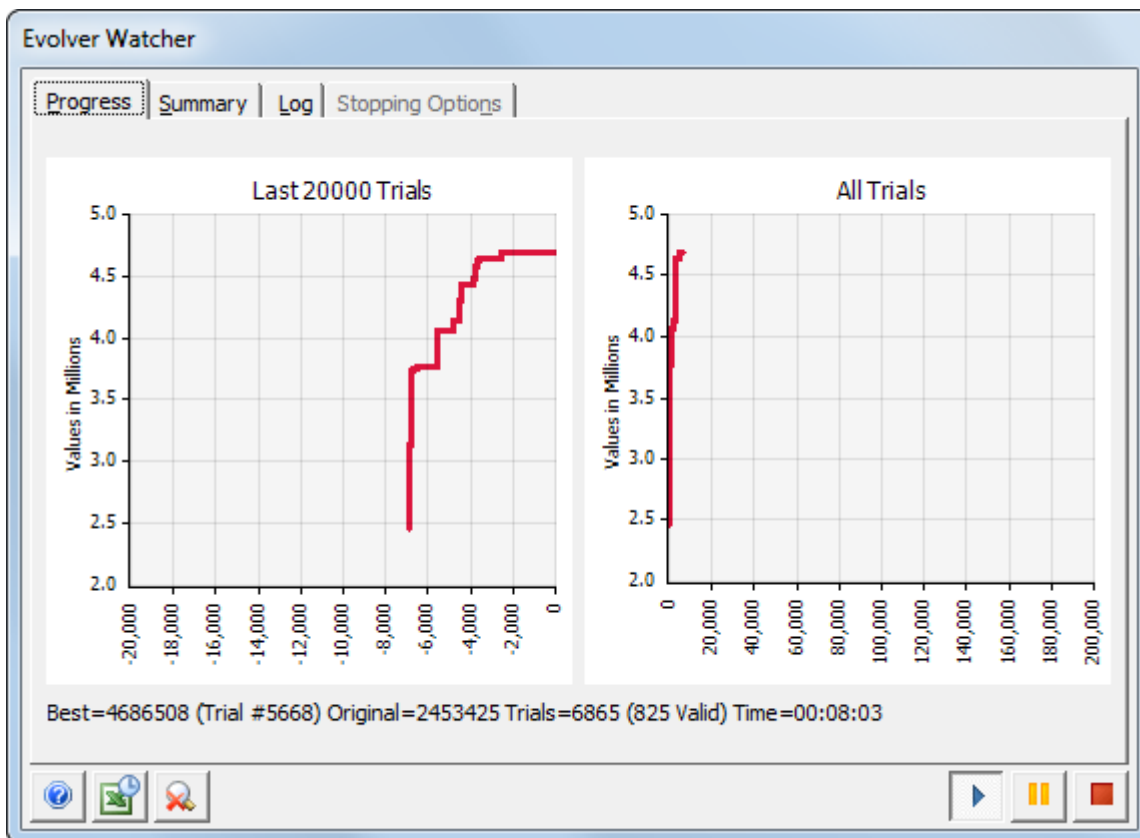 Evolver Watcher
Progress Summary Log Stopping Options
Last 20000 Trials
Values in Millions
5.0
4.5
4.0
3.5
3.0
2.5
2.0
-20,000 -18,000 -16,000 -14,000 -12,000 -10,000 -8,000 -6,000 -4,000 -2,000 0
All Trials
Values in Millions
5.0
4.5
4.0
3.5
3.0
2.5
2.0
0 20,000 40,000 60,000 80,000 100,000 120,000 140,000 160,000 180,000 200,000
Best=4686508 (Trial #5668) Original=2453425 Trials=6865 (825 Valid) Time=00:08:03